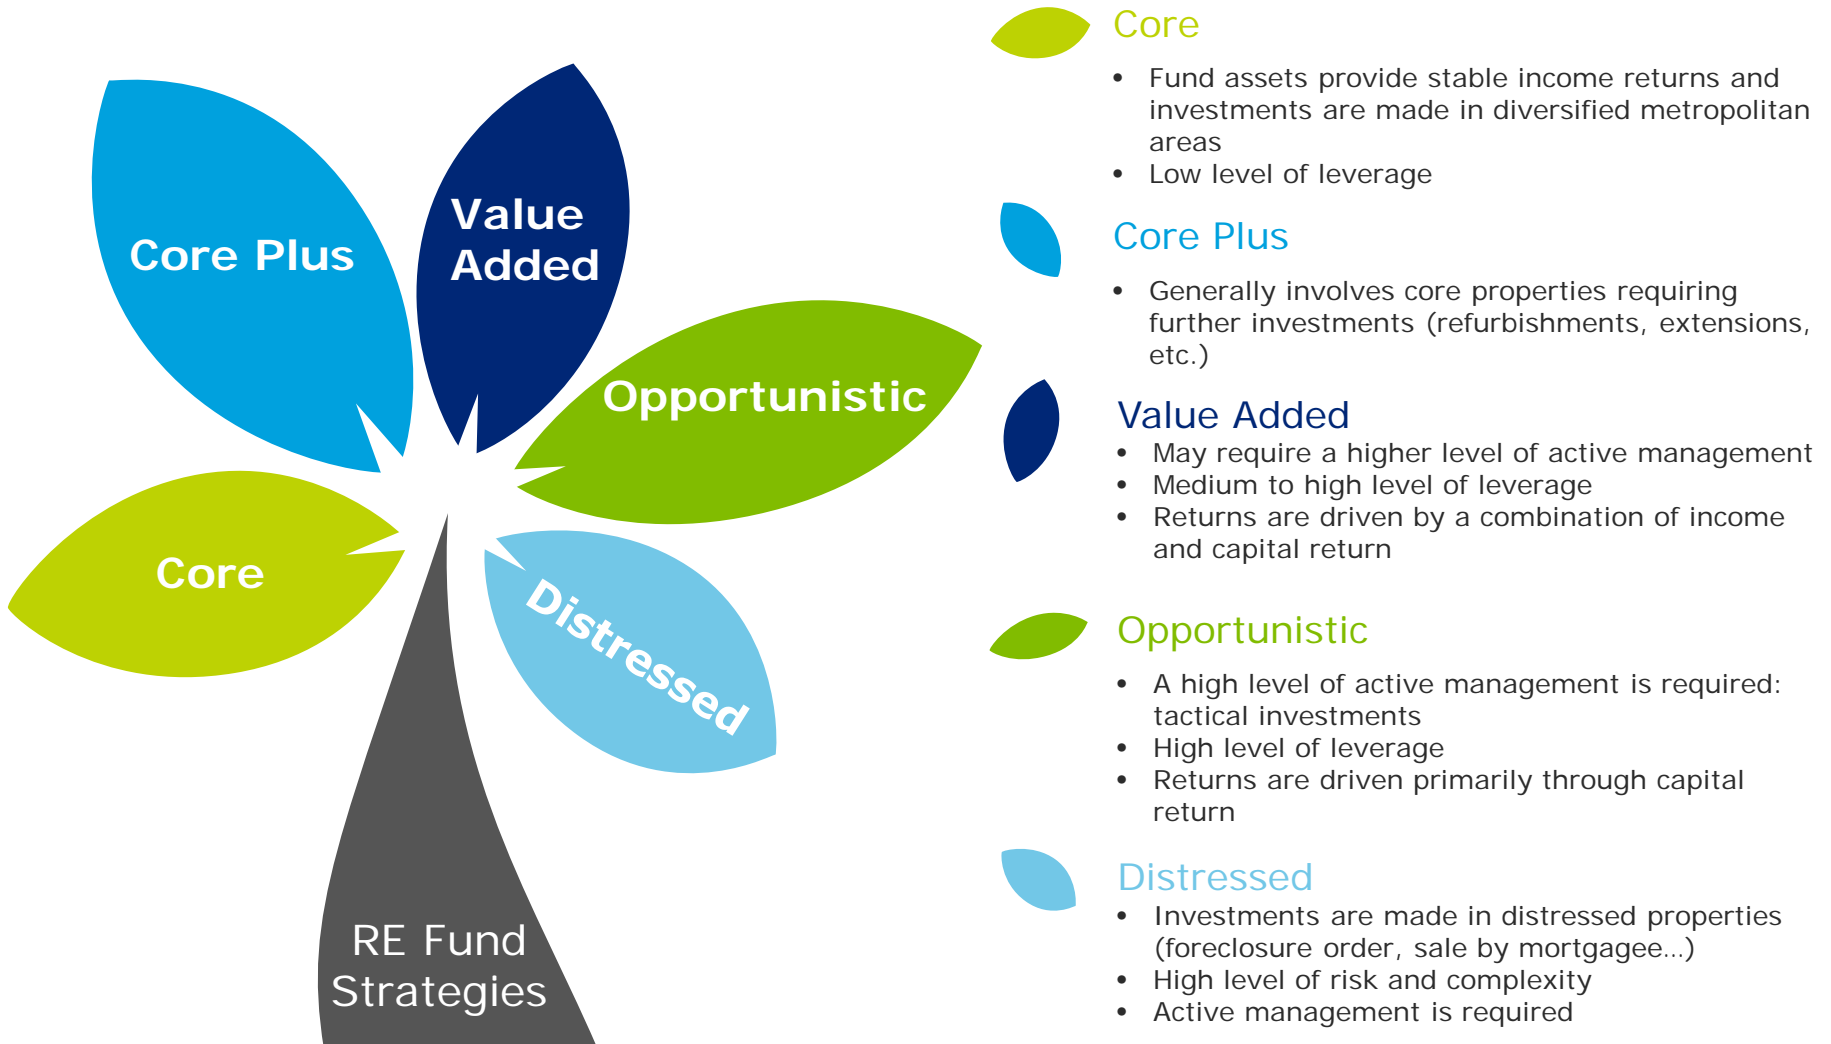 Core Plus
Value
Added
Opportunistic
Core
Distressed
RE Fund
Strategies
Core
• Fund assets provide stable income returns and
investments are made in diversified metropolitan
areas
• Low level of leverage
Core Plus
• Generally involves core properties requiring
further investments (refurbishments, extensions,
etc.)
Value Added
• May require a higher level of active management
• Medium to high level of leverage
• Returns are driven by a combination of income
and capital return
Opportunistic
• A high level of active management is required:
tactical investments
• High level of leverage
• Returns are driven primarily through capital
return
Distressed
• Investments are made in distressed properties
(foreclosure order, sale by mortgagee…)
• High level of risk and complexity
• Active management is required